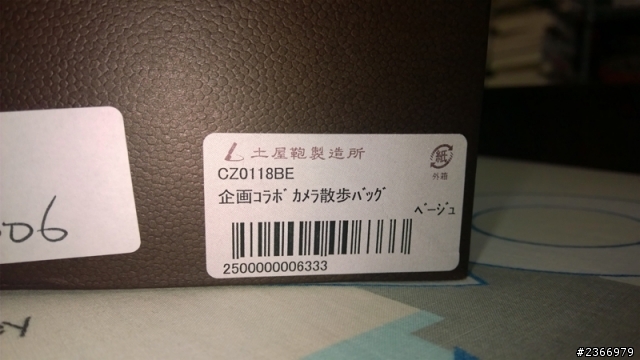 土屋鞄製造所
紙
外箱
CZ0118BE
企画コラボ カメラ散歩バッグ
ベージュ
2500000006333
006
#2366979